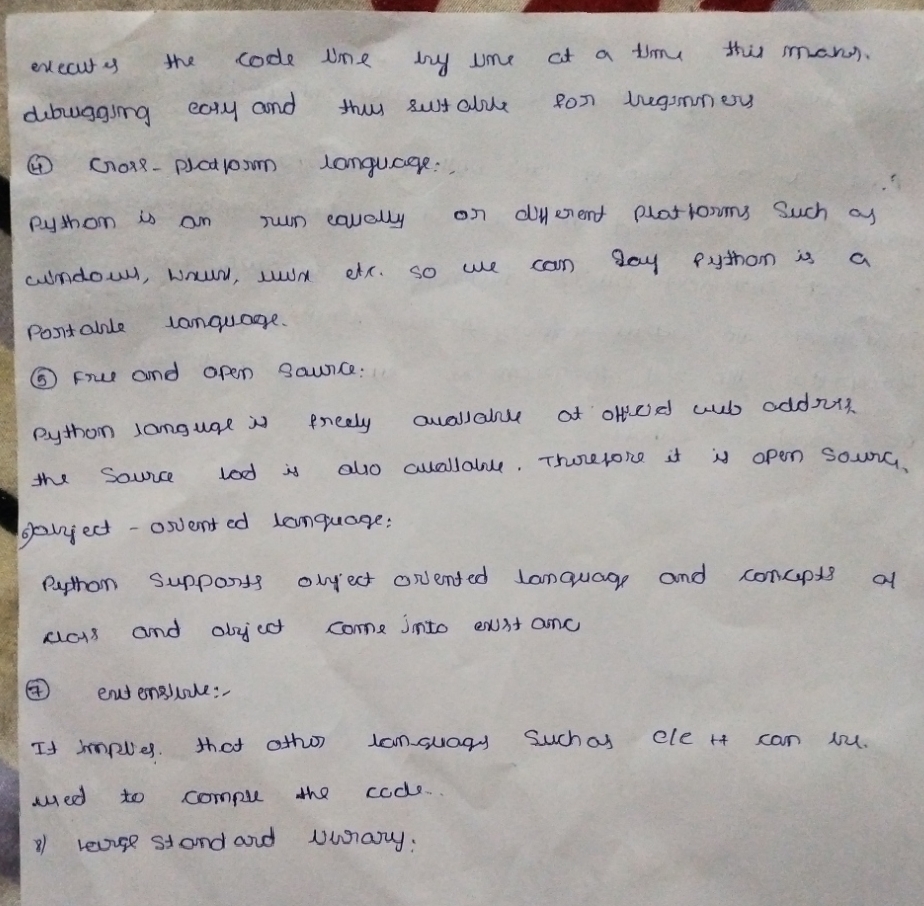 executes the code line by line at a time this makes.
debugging easy and thus suitable for beginners
④ Cross-platform language:.
Python is an run equally on different platforms such as
windows, Linux, unix etc. so we can say python is a
Portable language.
⑤ Free and open source:
Python languge is freely available at offical web address
the source cod is also available. Therefore it is open source.
6) object - oriented language:
Python supports object oriented language and concepts of
class and object come into existanc
⑦ extensible:-
It implies. that other languags such as c/c ++ can be.
used to compile the code..
8) large standard library: